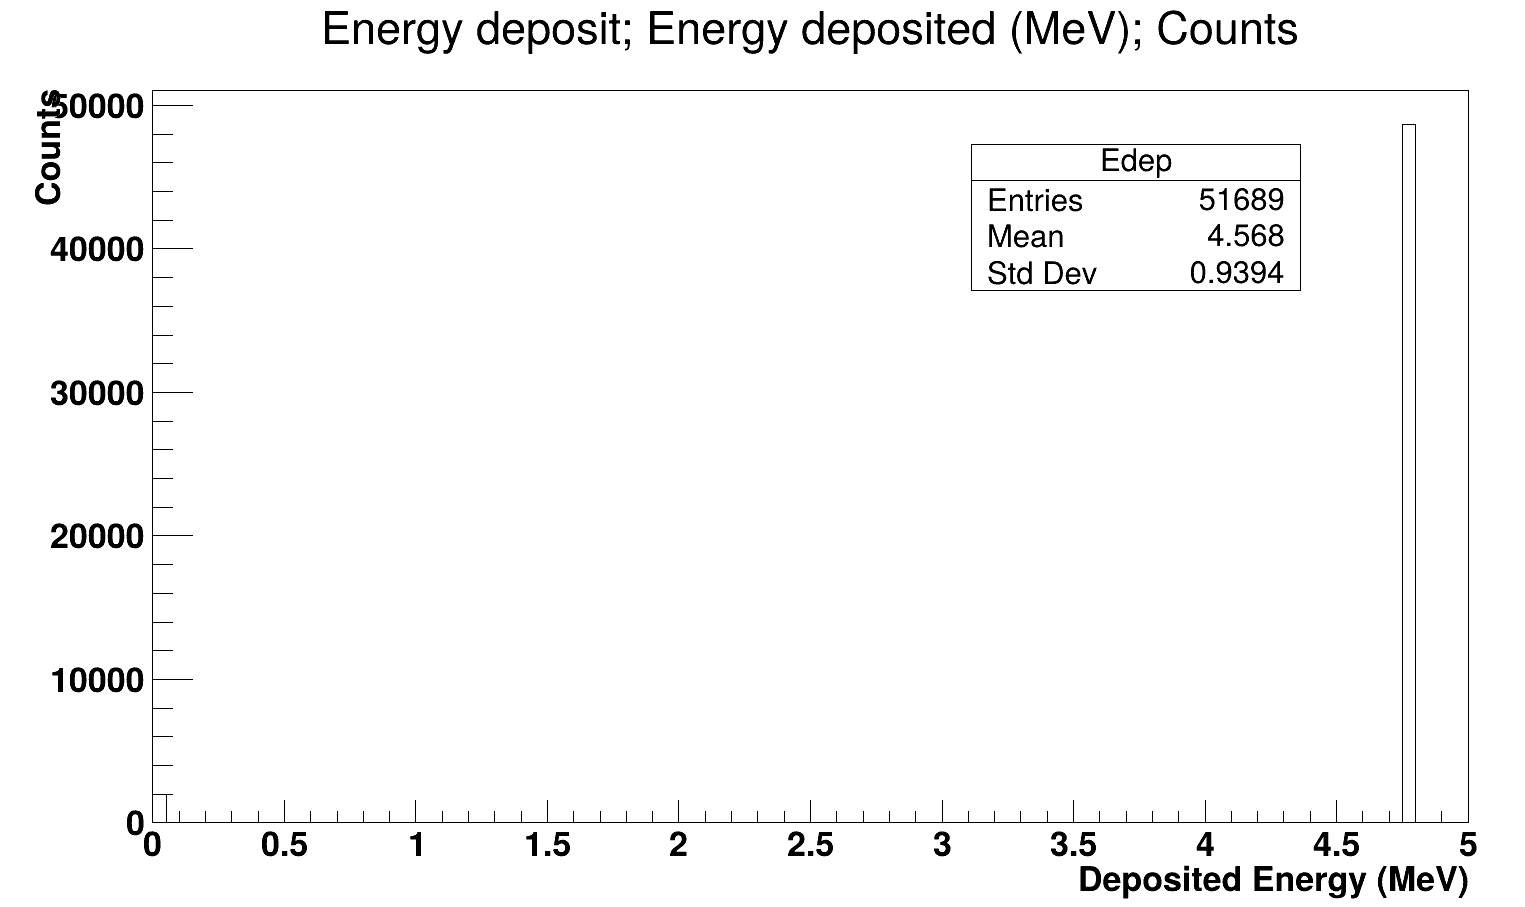 Energy deposit; Energy deposited (MeV); Counts
Counts
50000
40000
30000
20000
10000
0
Edep
Entries 51689
Mean 4.568
Std Dev 0.9394
0 0.5 1 1.5 2 2.5 3 3.5 4 4.5 5
Deposited Energy (MeV)